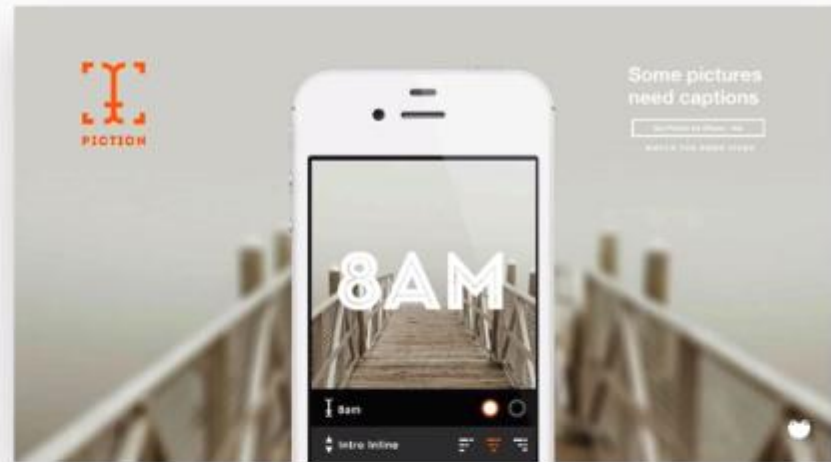 PICTION
Some pictures
need captions
8AM
8am
Intro Inline